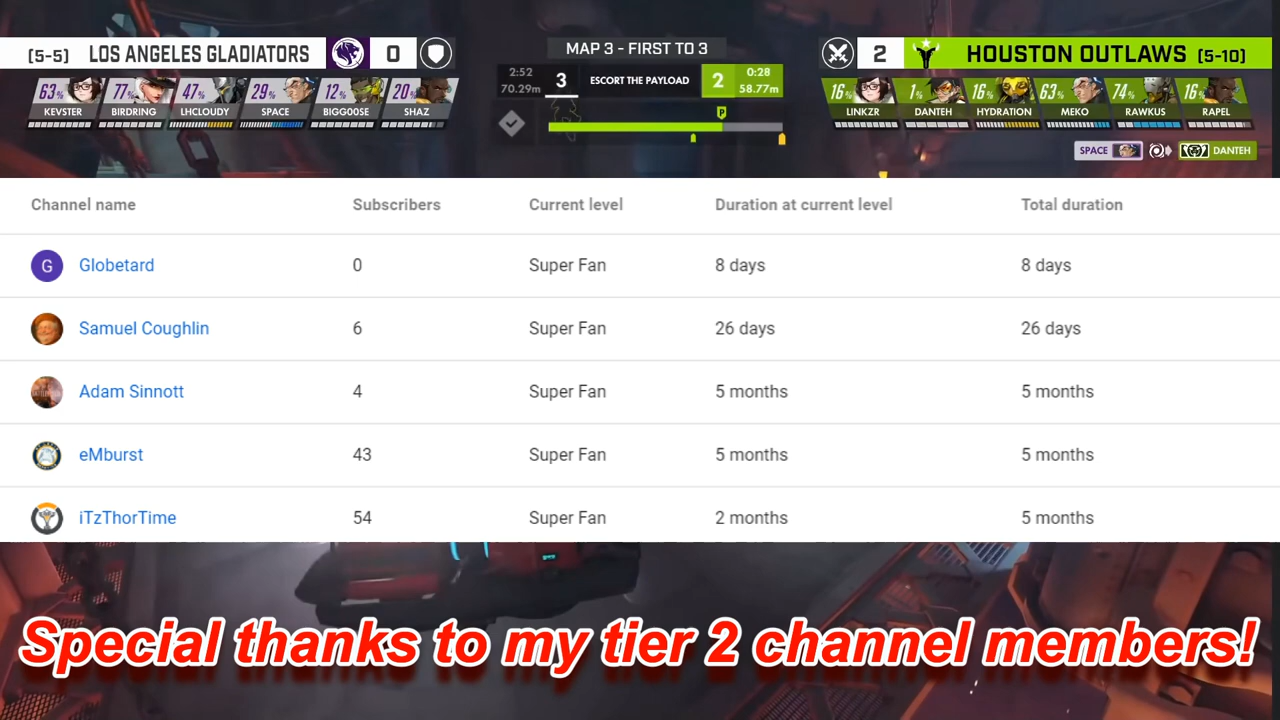 [5-5] LOS ANGELES GLADIATORS 0
MAP 3 - FIRST TO 3
2 HOUSTON OUTLAWS [5-10]
2:52
70.29m
3
ESCORT THE PAYLOAD
2
0:28
58.77m
63% 77% 47% 29% 12% 20%
KEVSTER BIRDRING LHCLOUDY SPACE BIGG00SE SHAZ
16% 1% 16% 63% 74% 16%
LINKZR DANTEH HYDRATION MEKO RAWKUS RAPEL
P
SPACE DANTEH
Channel name Subscribers Current level Duration at current level Total duration
G Globetard 0 Super Fan 8 days 8 days
Samuel Coughlin 6 Super Fan 26 days 26 days
Adam Sinnott 4 Super Fan 5 months 5 months
eMburst 43 Super Fan 5 months 5 months
iTzThorTime 54 Super Fan 2 months 5 months
Special thanks to my tier 2 channel members!